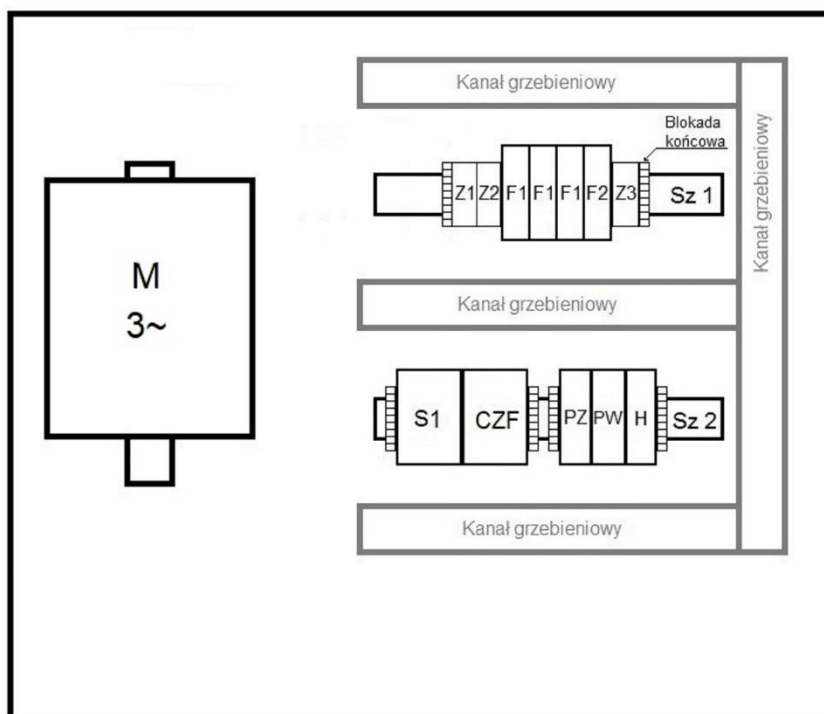 Kanał grzebieniowy
Blokada
końcowa
Z1 Z2 F1 F1 F1 F2 Z3 Sz 1
Kanał grzebieniowy
M
3~
Kanał grzebieniowy
S1 CZF PZ PW H Sz 2
Kanał grzebieniowy